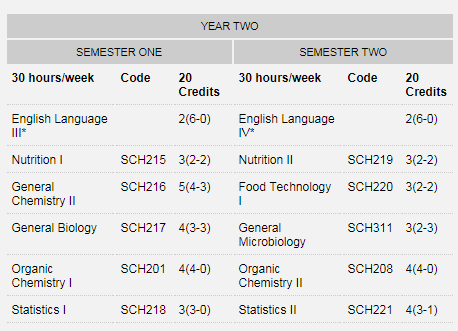 YEAR TWO
SEMESTER ONE SEMESTER TWO
30 hours/week Code 20 Credits 30 hours/week Code 20 Credits
English Language III* 2(6-0) English Language IV* 2(6-0)
Nutrition I SCH215 3(2-2) Nutrition II SCH219 3(2-2)
General Chemistry II SCH216 5(4-3) Food Technology I SCH220 3(2-2)
General Biology SCH217 4(3-3) General Microbiology SCH311 3(2-3)
Organic Chemistry I SCH201 4(4-0) Organic Chemistry II SCH208 4(4-0)
Statistics I SCH218 3(3-0) Statistics II SCH221 4(3-1)